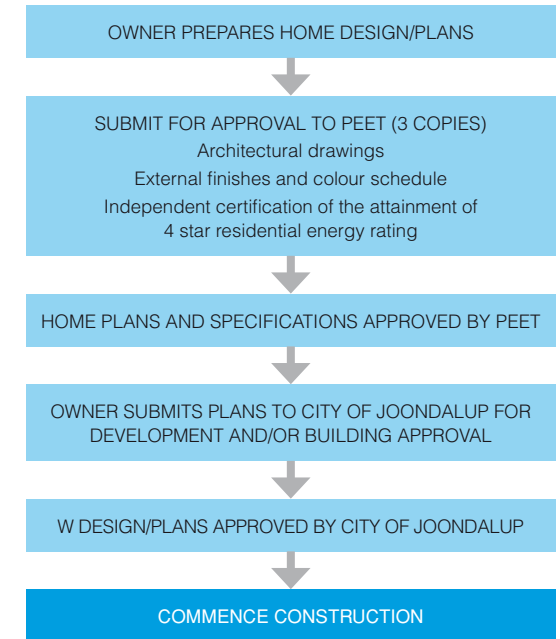 OWNER PREPARES HOME DESIGN/PLANS
SUBMIT FOR APPROVAL TO PEET (3 COPIES)
Architectural drawings
External finishes and colour schedule
Independent certification of the attainment of
4 star residential energy rating
HOME PLANS AND SPECIFICATIONS APPROVED BY PEET
OWNER SUBMITS PLANS TO CITY OF JOONDALUP FOR
DEVELOPMENT AND/OR BUILDING APPROVAL
W DESIGN/PLANS APPROVED BY CITY OF JOONDALUP
COMMENCE CONSTRUCTION